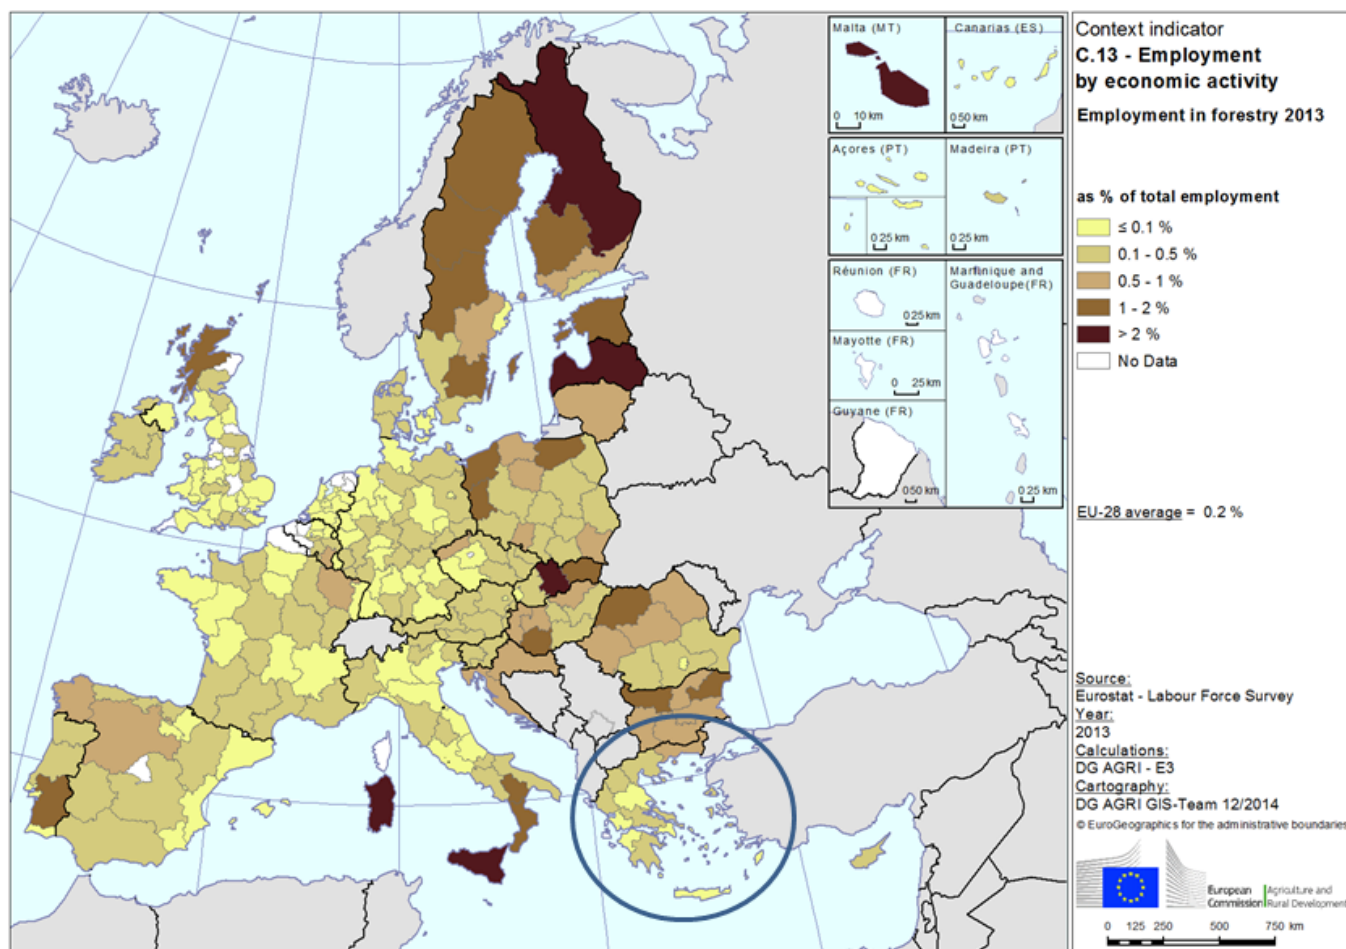 Malta (MT)
0 10 km
Canarias (ES)
0 50 km
Açores (PT)
0 25 km
Madeira (PT)
0 25 km
Réunion (FR)
0 25 km
Martinique and
Guadeloupe(FR)
Mayotte (FR)
0 25 km
Guyane (FR)
0 50 km
0 25 km
Context indicator
C.13 - Employment
by economic activity
Employment in forestry 2013
as % of total employment
≤ 0.1 %
0.1 - 0.5 %
0.5 - 1 %
1 - 2 %
> 2 %
No Data
EU-28 average = 0.2 %
Source:
Eurostat - Labour Force Survey
Year:
2013
Calculations:
DG AGRI - E3
Cartography:
DG AGRI GIS-Team 12/2014
© EuroGeographics for the administrative boundaries
European
Commission
Agriculture and
Rural Development
0 125 250 500 750 km